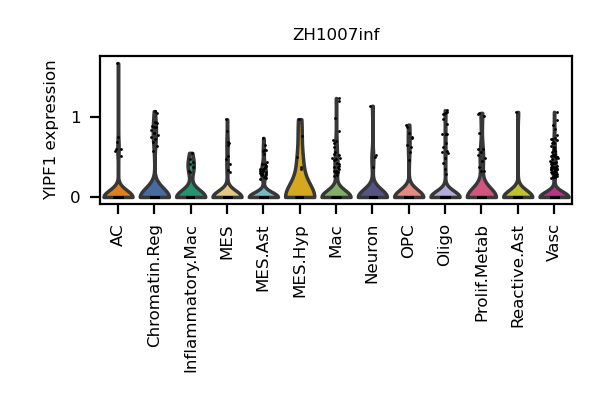 ZH1007inf
YIPF1 expression
1
0
AC
Chromatin.Reg
Inflammatory.Mac
MES
MES.Ast
MES.Hyp
Mac
Neuron
OPC
Oligo
Prolif.Metab
Reactive.Ast
Vasc